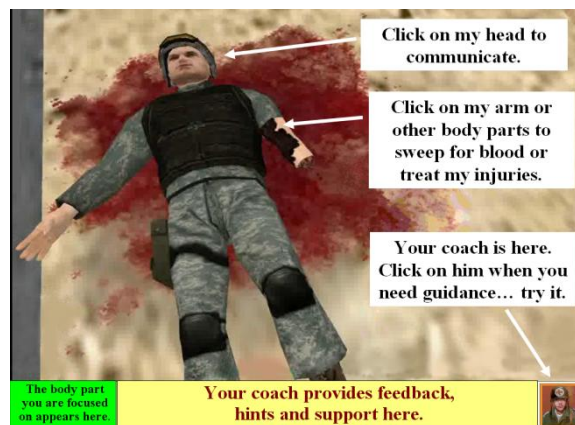 Click on my head to
communicate.
Click on my arm or
other body parts to
sweep for blood or
treat my injuries.
Your coach is here.
Click on him when you
need guidance... try it.
The body part
you are focused
on appears here.
Your coach provides feedback,
hints and support here.